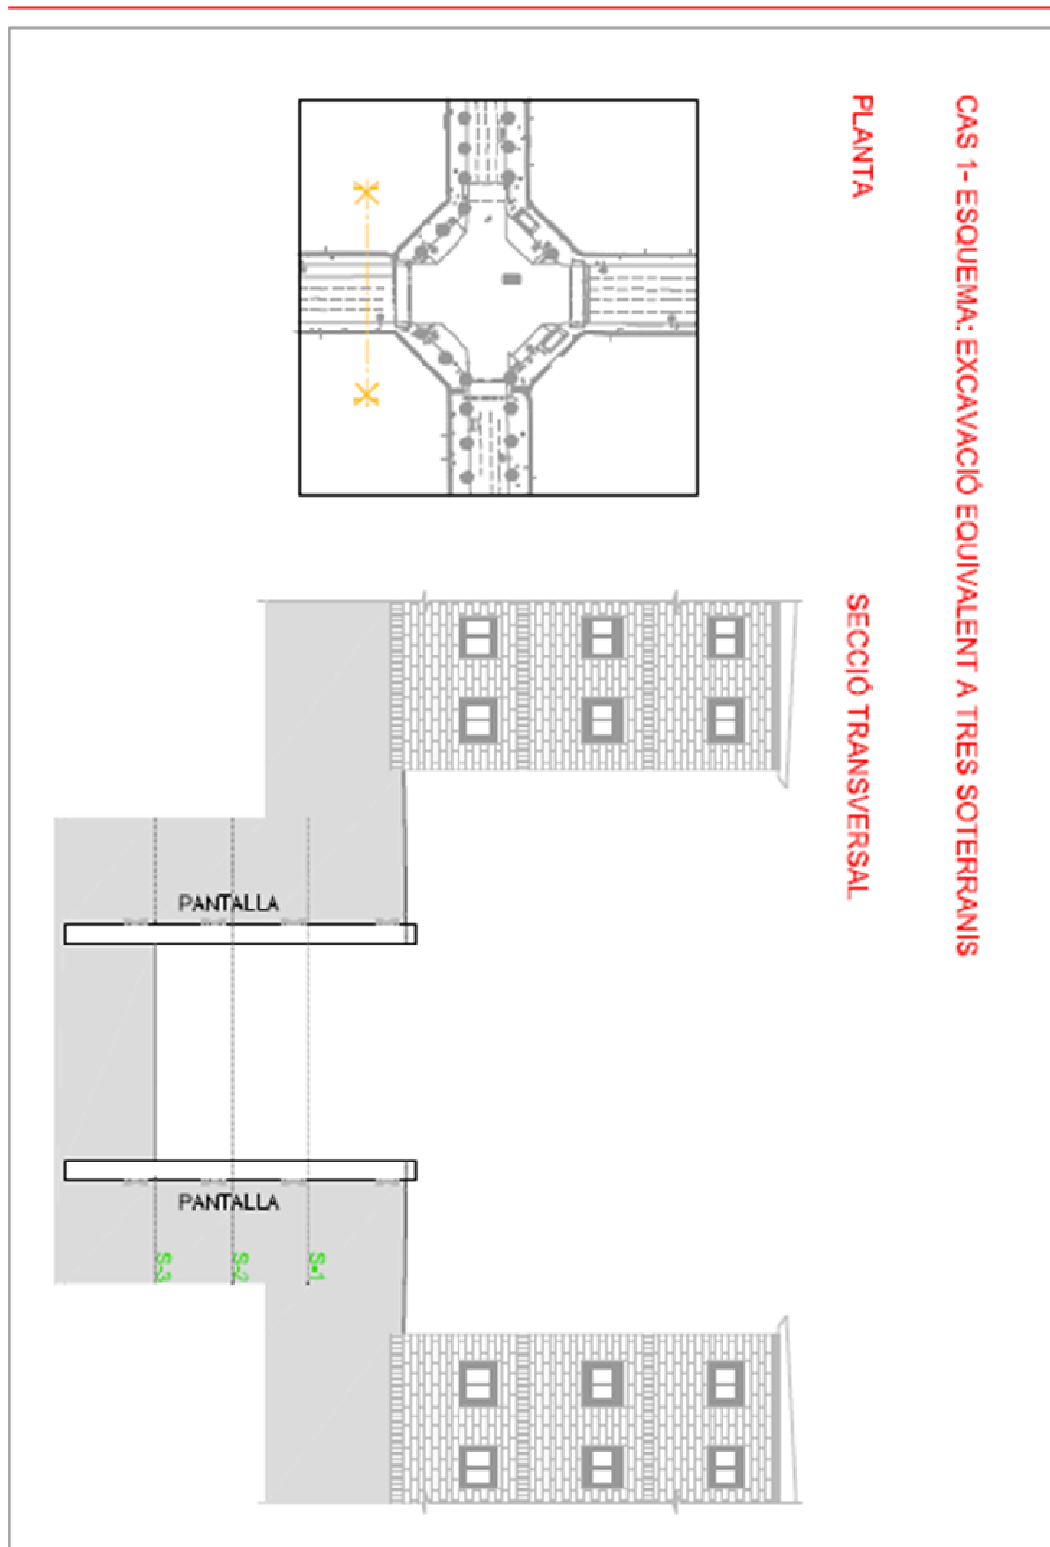 CAS 1- ESQUEMA: EXCAVACIÓ EQUIVALENT A TRES SOTERRANIS
PLANTA
SECCIÓ TRANSVERSAL
PANTALLA
PANTALLA
S-1
S-2
S-3